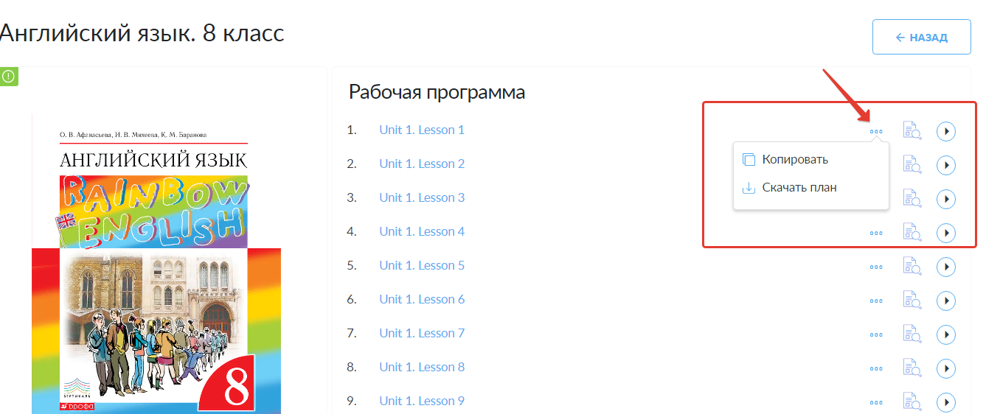 Английский язык. 8 класс
НАЗАД
О. В. Афанасьева, И. В. Михеева, К. М. Баранова
АНГЛИЙСКИЙ ЯЗЫК
RAINBOW
ENGLISH
8
ВЕРТИКАЛЬ
ДРОФА
Рабочая программа
1. Unit 1. Lesson 1
Копировать
Скачать план
2. Unit 1. Lesson 2
3. Unit 1. Lesson 3
4. Unit 1. Lesson 4
5. Unit 1. Lesson 5
6. Unit 1. Lesson 6
7. Unit 1. Lesson 7
8. Unit 1. Lesson 8
9. Unit 1. Lesson 9